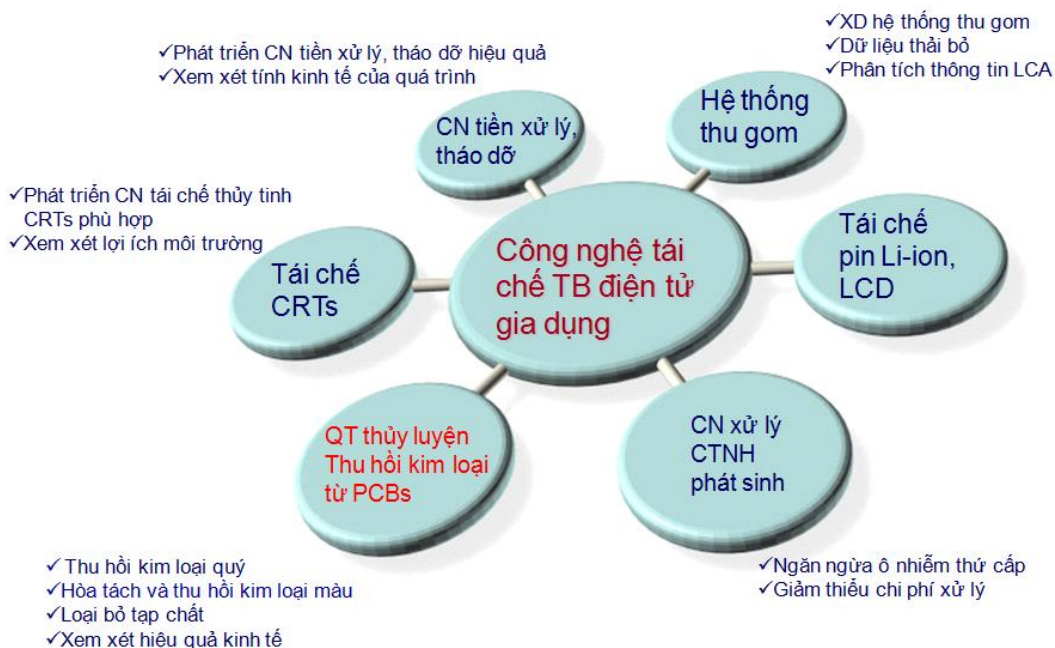 ✓XD hệ thống thu gom
✓Dữ liệu thải bỏ
✓Phân tích thông tin LCA
✓Phát triển CN tiền xử lý, tháo dỡ hiệu quả
✓Xem xét tính kinh tế của quá trình
CN tiền xử lý,
tháo dỡ
Hệ thống
thu gom
✓Phát triển CN tái chế thủy tinh
CRTs phù hợp
✓Xem xét lợi ích môi trường
Tái chế
CRTs
Công nghệ tái
chế TB điện tử
gia dụng
Tái chế
pin Li-ion,
LCD
QT thủy luyện
Thu hồi kim loại
từ PCBs
CN xử lý
CTNH
phát sinh
✓ Thu hồi kim loại quý
✓Hòa tách và thu hồi kim loại màu
✓Loại bỏ tạp chất
✓Xem xét hiệu quả kinh tế
✓Ngăn ngừa ô nhiễm thứ cấp
✓Giảm thiểu chi phí xử lý